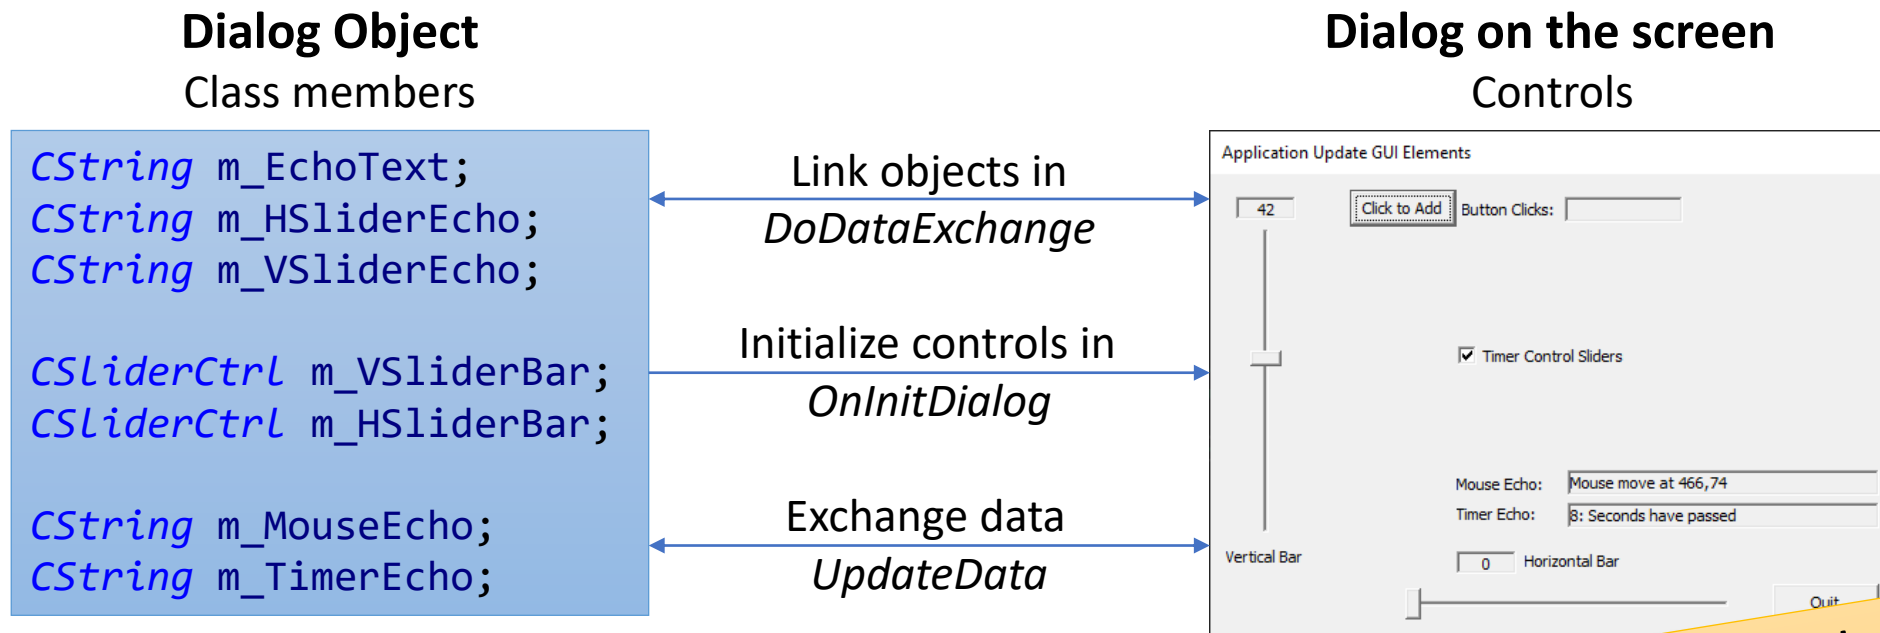 Dialog Object
Class members
CString m_EchoText;
CString m_HSliderEcho;
CString m_VSliderEcho;
CSliderCtrl m_VSliderBar;
CSliderCtrl m_HSliderBar;
CString m_MouseEcho;
CString m_TimerEcho;
Link objects in
DoDataExchange
Initialize controls in
OnInitDialog
Exchange data
UpdateData
Dialog on the screen
Controls
Application Update GUI Elements
42
Click to Add
Button Clicks:
Timer Control Sliders
Mouse Echo: Mouse move at 466,74
Timer Echo: 8: Seconds have passed
Vertical Bar
0 Horizontal Bar
Quit